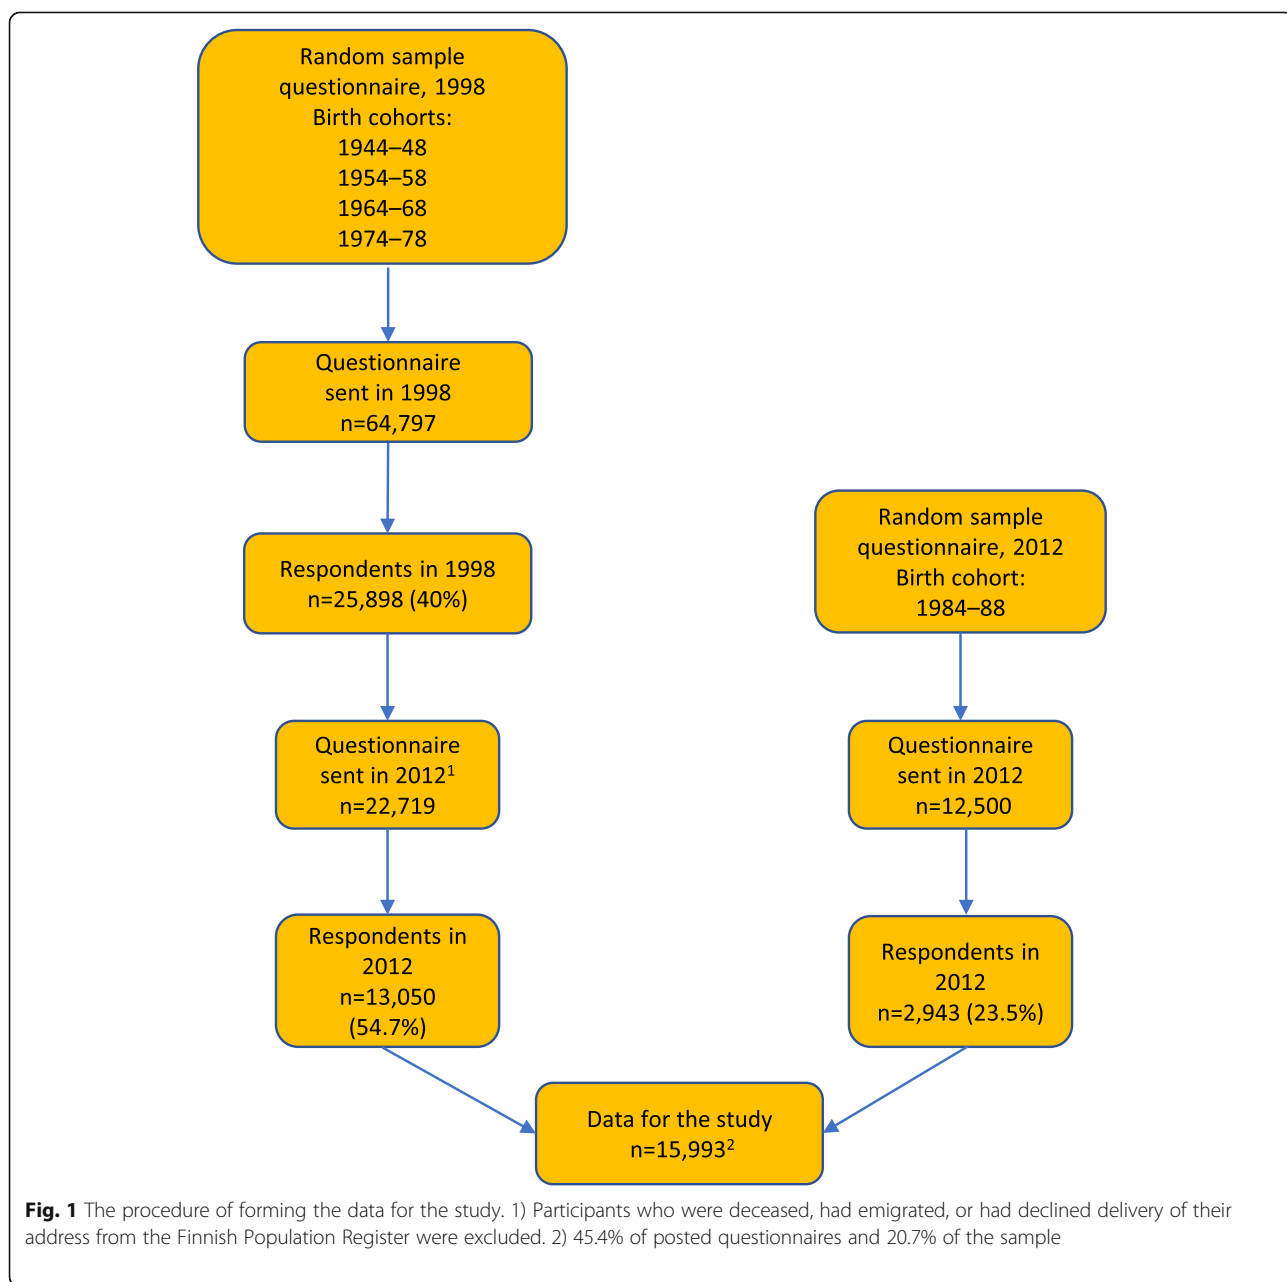 Random sample
questionnaire, 1998
Birth cohorts:
1944–48
1954–58
1964–68
1974–78
Questionnaire
sent in 1998
n=64,797
Respondents in 1998
n=25,898 (40%)
Questionnaire
sent in 2012¹
n=22,719
Respondents in
2012
n=13,050
(54.7%)
Random sample
questionnaire, 2012
Birth cohort:
1984–88
Questionnaire
sent in 2012
n=12,500
Respondents in
2012
n=2,943 (23.5%)
Data for the study
n=15,993²
Fig. 1 The procedure of forming the data for the study. 1) Participants who were deceased, had emigrated, or had declined delivery of their
address from the Finnish Population Register were excluded. 2) 45.4% of posted questionnaires and 20.7% of the sample